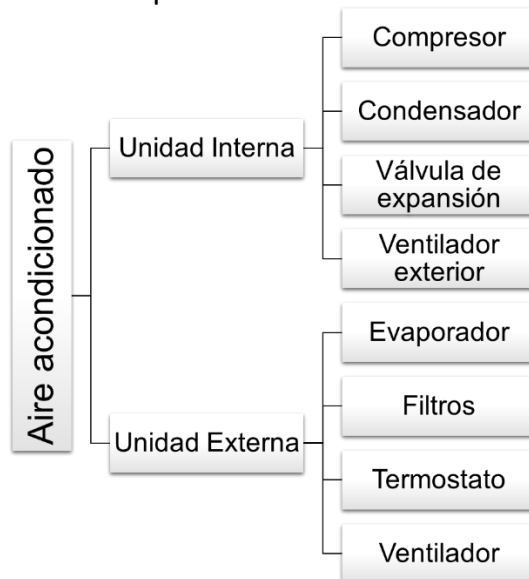 Aire acondicionado
Unidad Interna
Compresor
Condensador
Válvula de
expansión
Ventilador
exterior
Unidad Externa
Evaporador
Filtros
Termostato
Ventilador